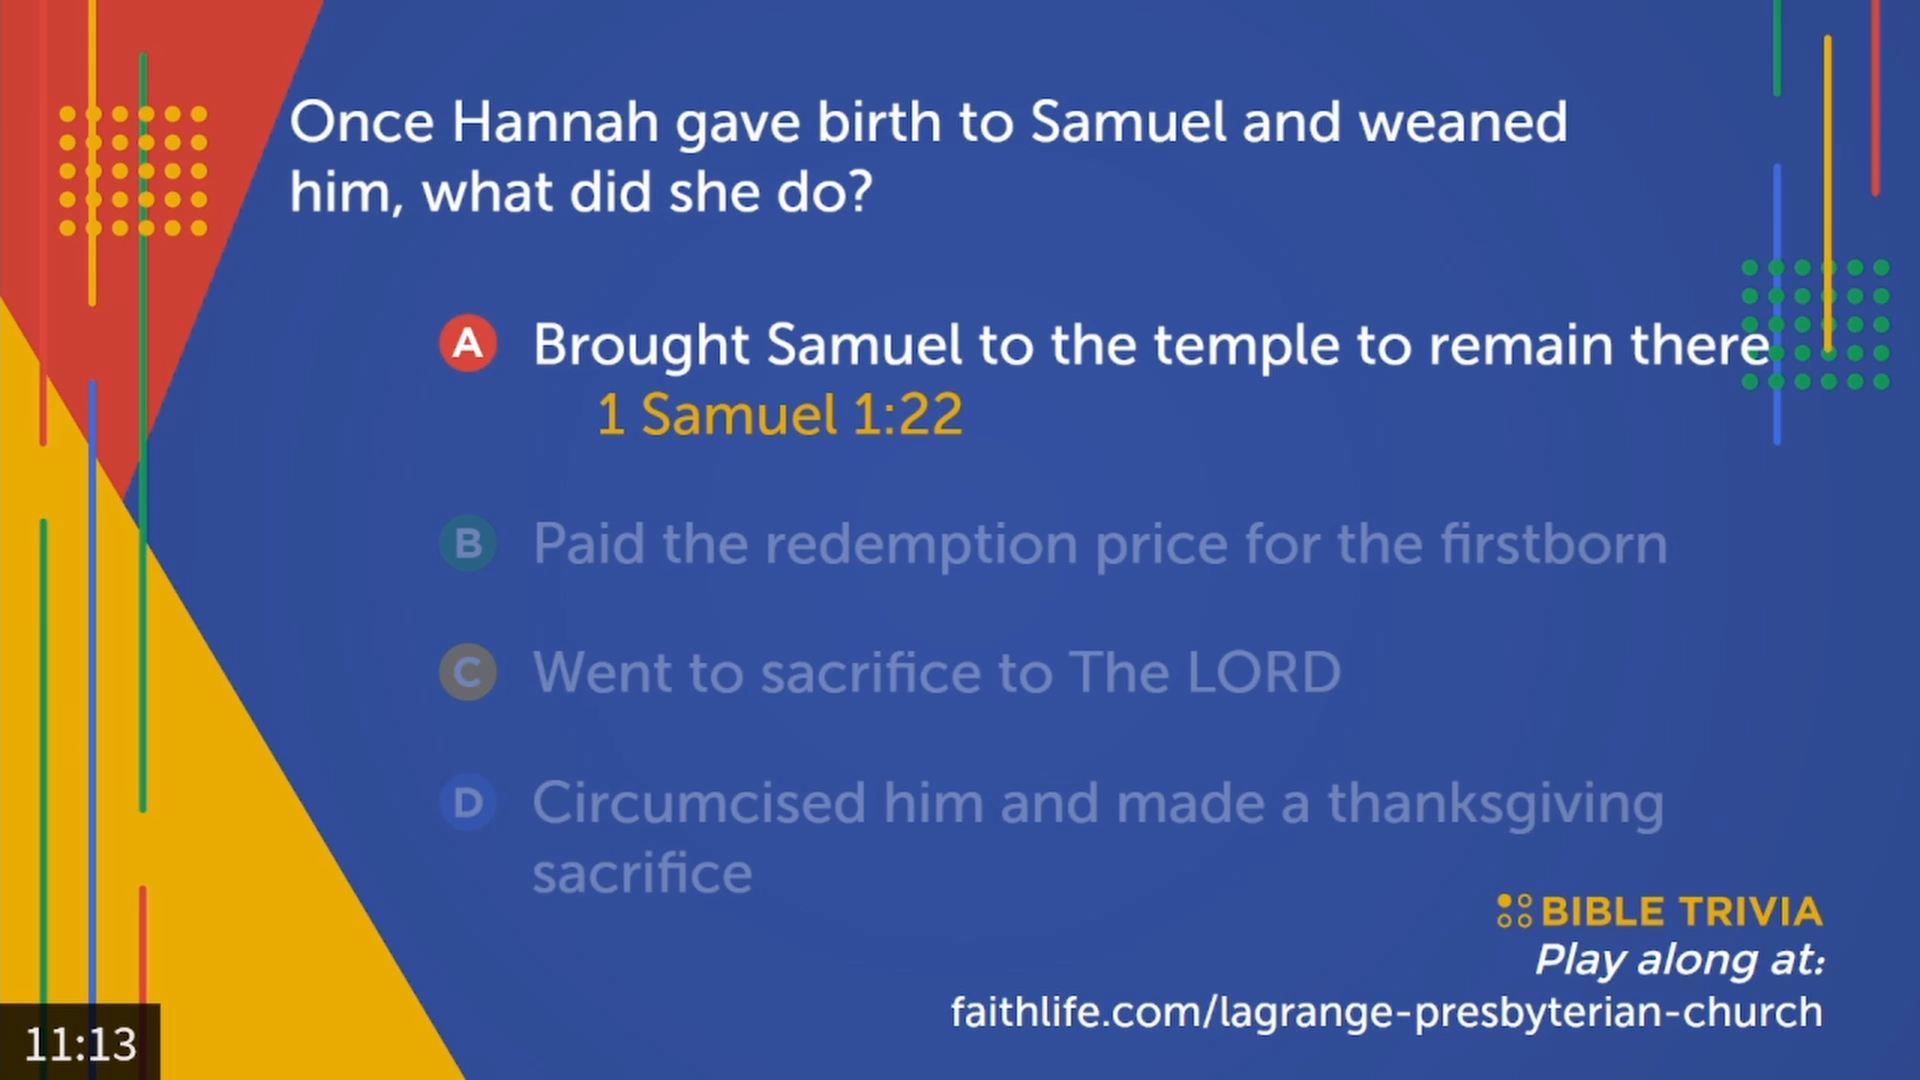 Once Hannah gave birth to Samuel and weaned
him, what did she do?
A Brought Samuel to the temple to remain there
1 Samuel 1:22
B Paid the redemption price for the firstborn
C Went to sacrifice to The LORD
D Circumcised him and made a thanksgiving
sacrifice
BIBLE TRIVIA
Play along at:
faithlife.com/lagrange-presbyterian-church
11:13